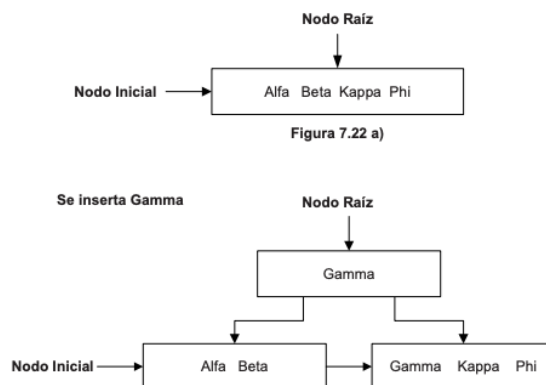 Nodo Raíz
Nodo Inicial
Alfa Beta Kappa Phi
Figura 7.22 a)
Se inserta Gamma
Nodo Raíz
Gamma
Nodo Inicial
Alfa Beta
Gamma Kappa Phi